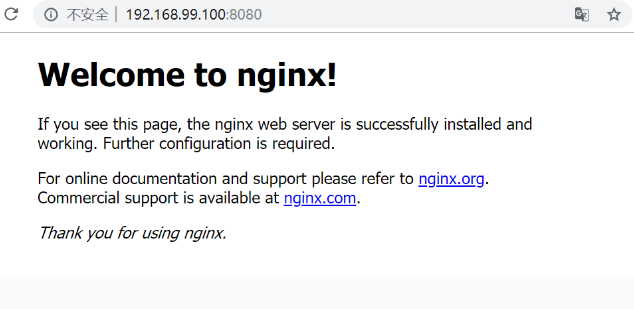 不安全 | 192.168.99.100:8080
Welcome to nginx!
If you see this page, the nginx web server is successfully installed and
working. Further configuration is required.
For online documentation and support please refer to nginx.org.
Commercial support is available at nginx.com.
Thank you for using nginx.